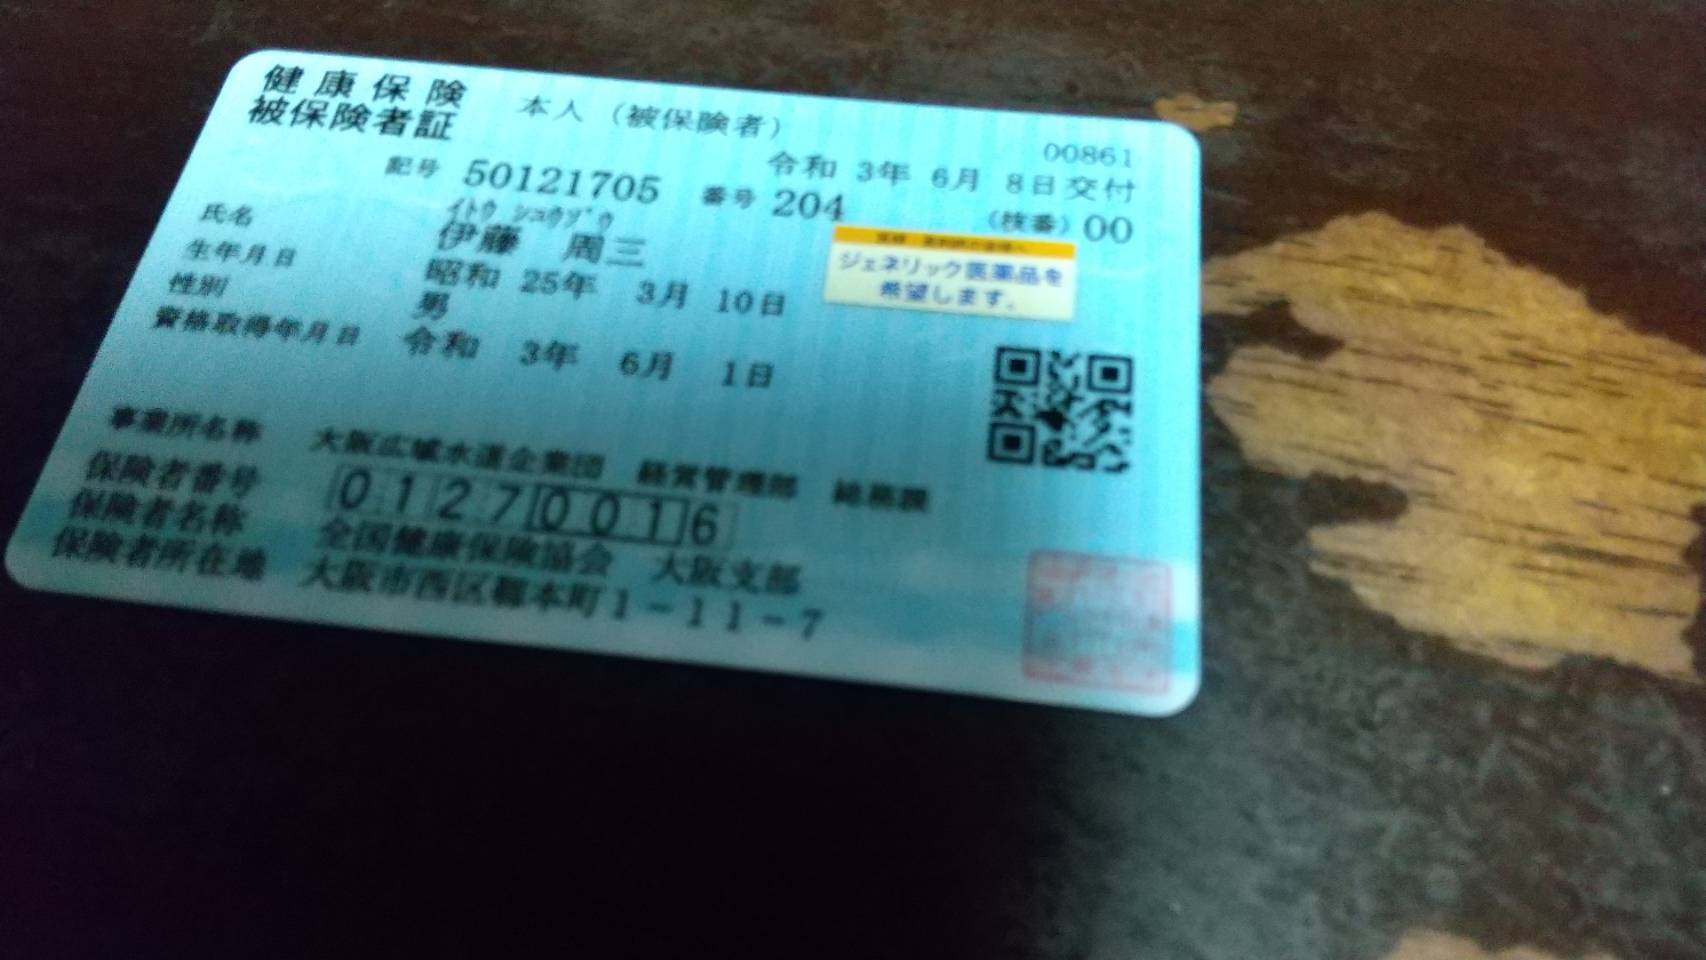 健康保険
被保険者証
本人(被保険者)
00861
令和 3年 6月 8日交付
記号 50121705 番号 204 (枝番) 00
イトウ シュウゾウ
氏名 伊藤 周三
生年月日 昭和 25年 3月 10日
性別 男
資格取得年月日 令和 3年 6月 1日
ジェネリック医薬品を
希望します。
事業所名称 大阪広域水道企業団 経営管理部 総務課
保険者番号 01270016
保険者名称 全国健康保険協会 大阪支部
保険者所在地 大阪市西区靱本町1-11-7